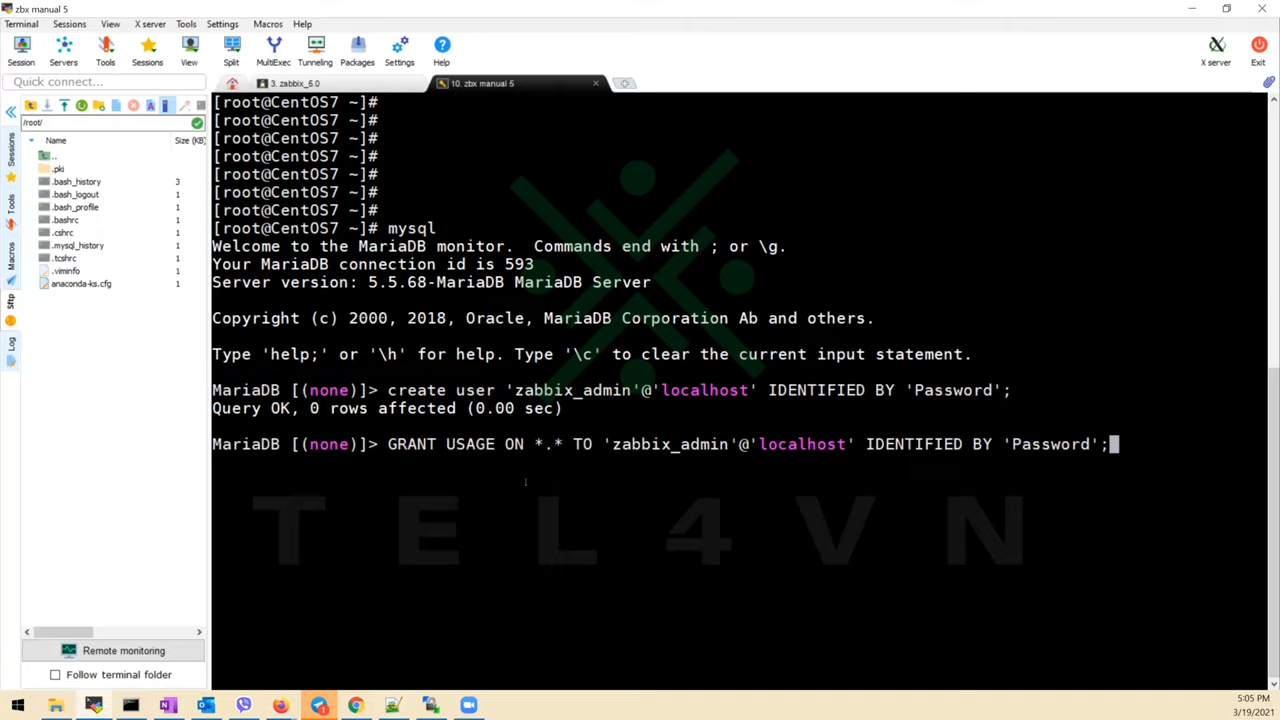 zbx manual 5
Terminal Sessions View X server Tools Settings Macros Help
Session Servers Tools Sessions View Split MultiExec Tunneling Packages Settings Help X server Exit
Quick connect...
3. zabbix_5.0
10. zbx manual 5
/root/
Name Size (KB)
..
.pki
.bash_history 3
.bash_logout 1
.bash_profile 1
.bashrc 1
.cshrc 1
.mysql_history 1
.tcshrc 1
.viminfo 1
anaconda-ks.cfg 1
Sessions
Tools
Macros
Sftp
Log
Remote monitoring
Follow terminal folder
[root@CentOS7 ~]#
[root@CentOS7 ~]#
[root@CentOS7 ~]#
[root@CentOS7 ~]#
[root@CentOS7 ~]#
[root@CentOS7 ~]#
[root@CentOS7 ~]#
[root@CentOS7 ~]# mysql
Welcome to the MariaDB monitor.  Commands end with ; or \g.
Your MariaDB connection id is 593
Server version: 5.5.68-MariaDB MariaDB Server
Copyright (c) 2000, 2018, Oracle, MariaDB Corporation Ab and others.
Type 'help;' or '\h' for help. Type '\c' to clear the current input statement.
MariaDB [(none)]> create user 'zabbix_admin'@'localhost' IDENTIFIED BY 'Password';
Query OK, 0 rows affected (0.00 sec)
MariaDB [(none)]> GRANT USAGE ON *.* TO 'zabbix_admin'@'localhost' IDENTIFIED BY 'Password';
TEL4VN
5:05 PM
3/19/2021